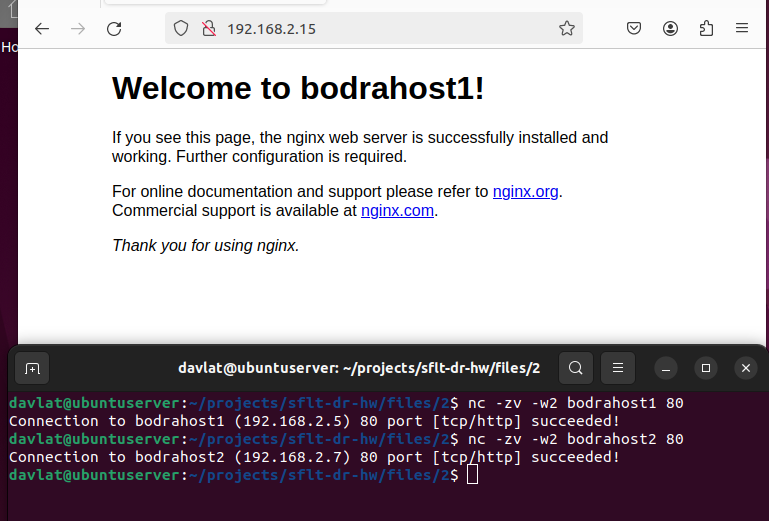 Ho
192.168.2.15
Welcome to bodrahost1!
If you see this page, the nginx web server is successfully installed and
working. Further configuration is required.
For online documentation and support please refer to nginx.org.
Commercial support is available at nginx.com.
Thank you for using nginx.
davlat@ubuntuserver: ~/projects/sflt-dr-hw/files/2
davlat@ubuntuserver:~/projects/sflt-dr-hw/files/2$ nc -zv -w2 bodrahost1 80
Connection to bodrahost1 (192.168.2.5) 80 port [tcp/http] succeeded!
davlat@ubuntuserver:~/projects/sflt-dr-hw/files/2$ nc -zv -w2 bodrahost2 80
Connection to bodrahost2 (192.168.2.7) 80 port [tcp/http] succeeded!
davlat@ubuntuserver:~/projects/sflt-dr-hw/files/2$